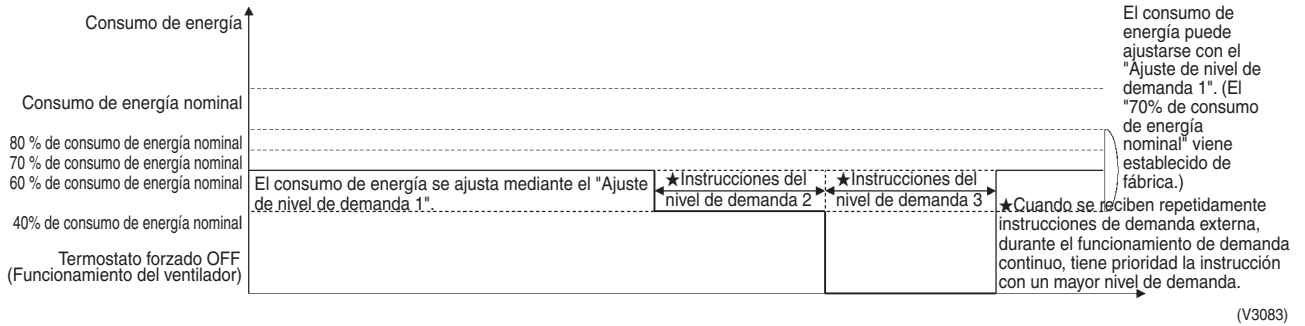 Consumo de energía
Consumo de energía nominal
80 % de consumo de energía nominal
70 % de consumo de energía nominal
60 % de consumo de energía nominal
40% de consumo de energía nominal
Termostato forzado OFF
(Funcionamiento del ventilador)
El consumo de energía se ajusta mediante el "Ajuste
de nivel de demanda 1".
★Instrucciones del
nivel de demanda 2
★Instrucciones del
nivel de demanda 3
El consumo de
energía puede
ajustarse con el
"Ajuste de nivel de
demanda 1". (El
"70% de consumo
de energía
nominal" viene
establecido de
fábrica.)
★Cuando se reciben repetidamente
instrucciones de demanda externa,
durante el funcionamiento de demanda
continuo, tiene prioridad la instrucción
con un mayor nivel de demanda.
(V3083)